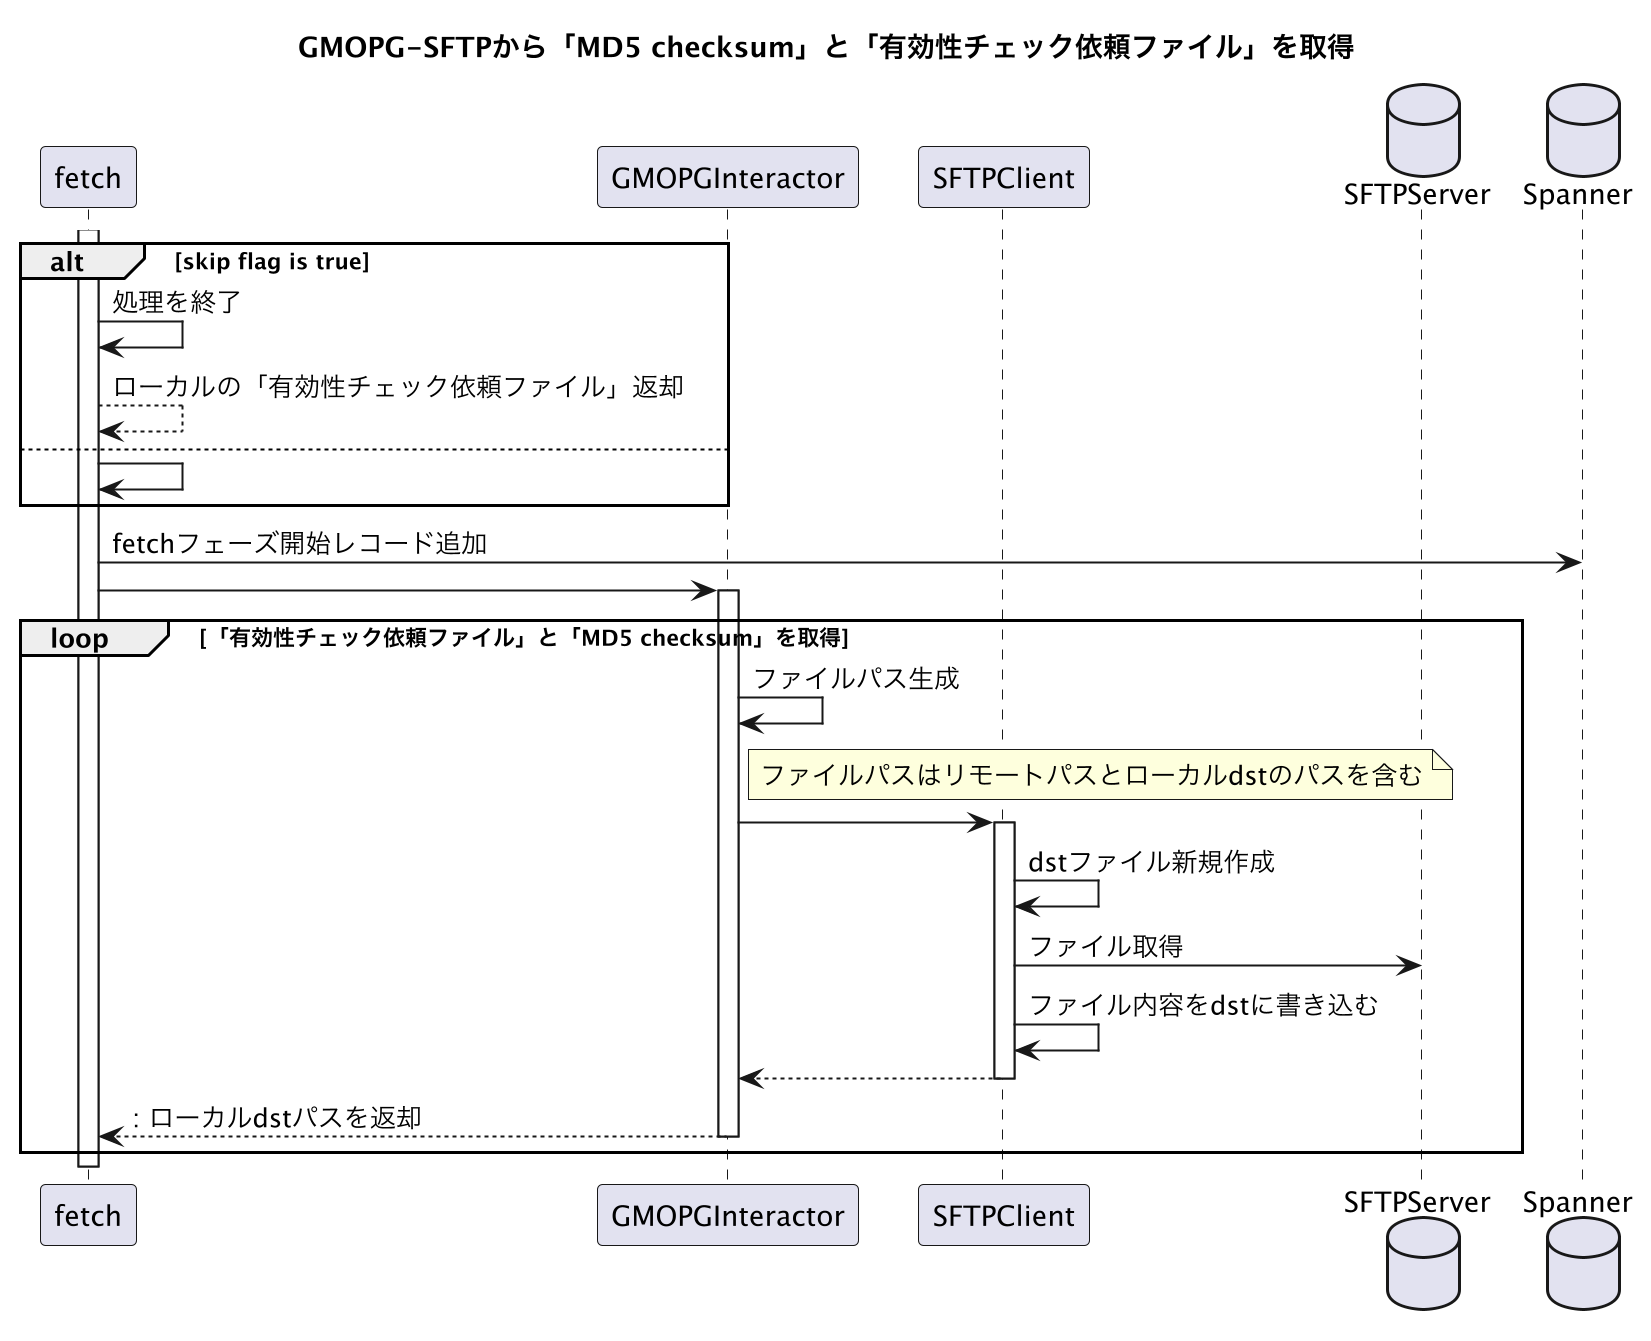 GMOPG-SFTPから「MD5 checksum」と「有効性チェック依頼ファイル」を取得
fetch
GMOPGInteractor
SFTPClient
SFTPServer
Spanner
alt
[skip flag is true]
処理を終了
ローカルの「有効性チェック依頼ファイル」返却
fetchフェーズ開始レコード追加
loop
[「有効性チェック依頼ファイル」と「MD5 checksum」を取得]
ファイルパス生成
ファイルパスはリモートパスとローカルdstのパスを含む
dstファイル新規作成
ファイル取得
ファイル内容をdstに書き込む
: ローカルdstパスを返却
fetch
GMOPGInteractor
SFTPClient
SFTPServer
Spanner